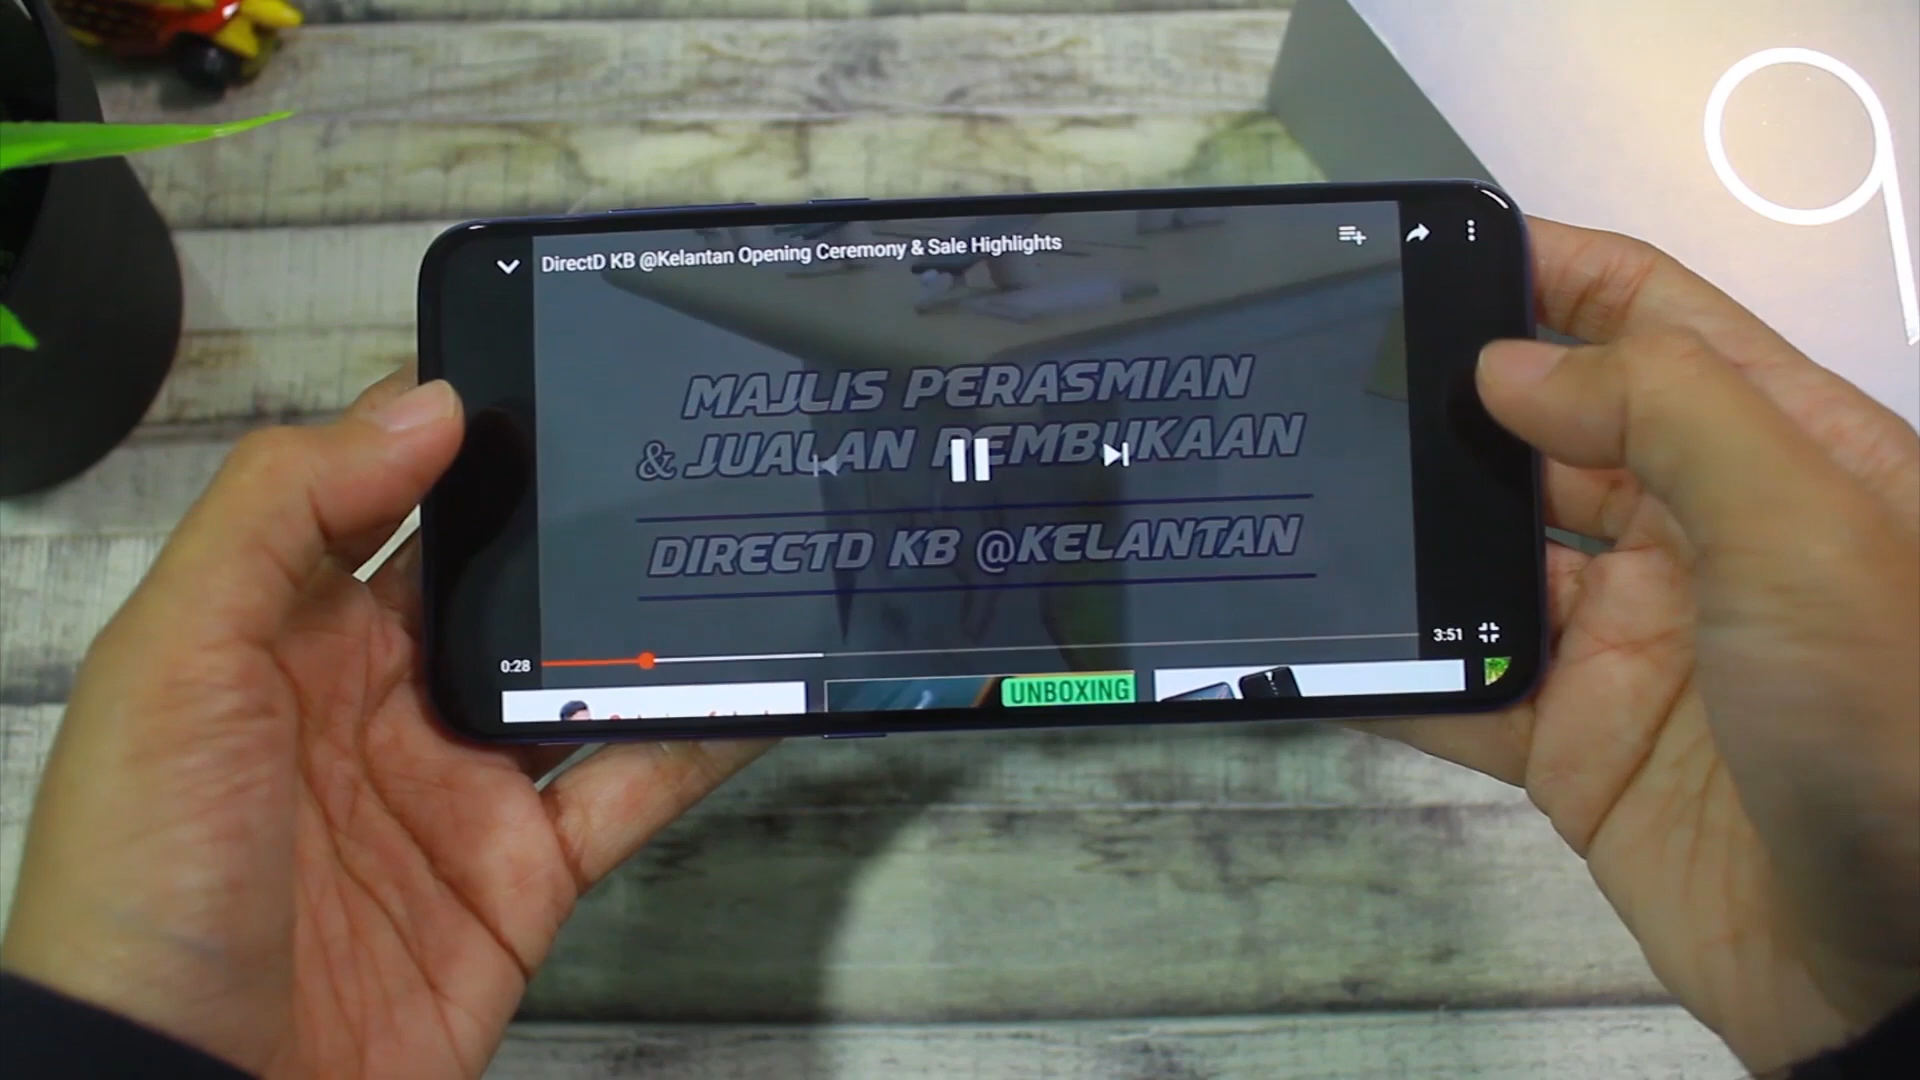 9
DirectD KB @Kelantan Opening Ceremony & Sale Highlights
MAJLIS PERASMIAN
& JUALAN PEMBUKAAN
DIRECTD KB @KELANTAN
3:51
0:28
UNBOXING